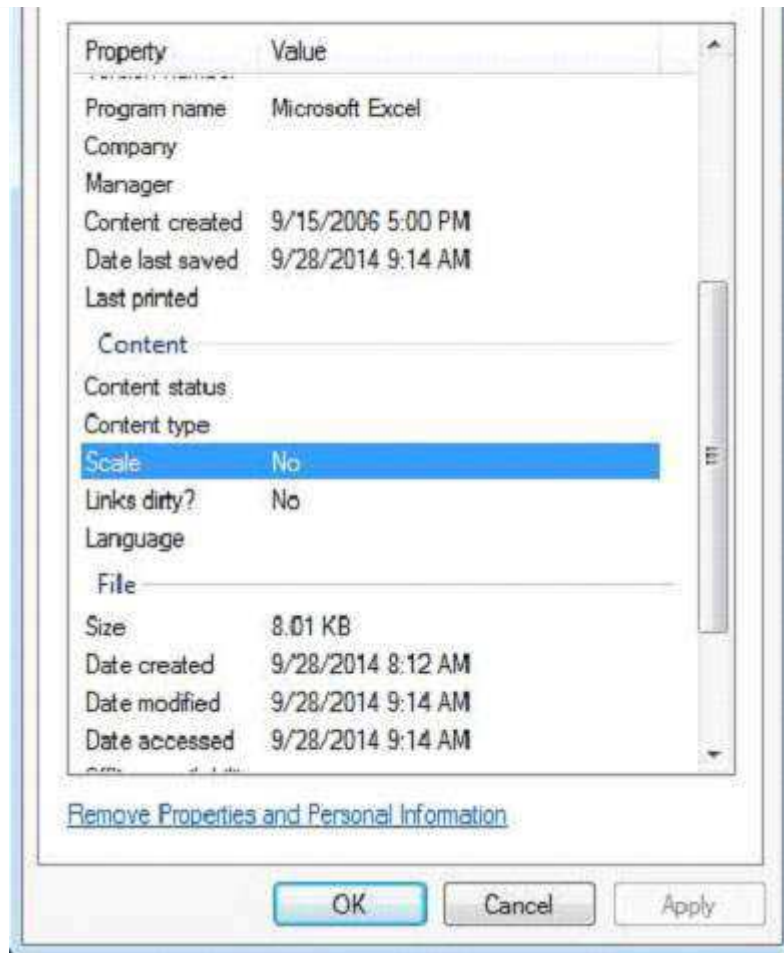 Property Value
Program name Microsoft Excel
Company
Manager
Content created 9/15/2006 5:00 PM
Date last saved 9/28/2014 9:14 AM
Last printed
Content
Content status
Content type
Scale No
Links dirty? No
Language
File
Size 8.01 KB
Date created 9/28/2014 8:12 AM
Date modified 9/28/2014 9:14 AM
Date accessed 9/28/2014 9:14 AM
Remove Properties and Personal Information
OK Cancel Apply